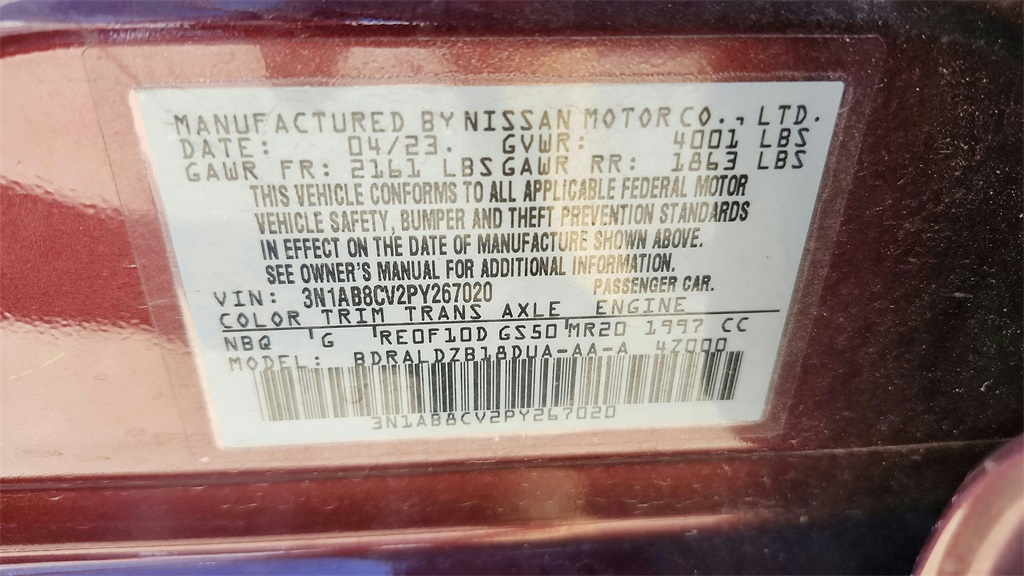 MANUFACTURED BY NISSAN MOTOR CO., LTD.
DATE: 04/23. GVWR: 4001 LBS
GAWR FR: 2161 LBS GAWR RR: 1863 LBS
THIS VEHICLE CONFORMS TO ALL APPLICABLE FEDERAL MOTOR
VEHICLE SAFETY, BUMPER AND THEFT PREVENTION STANDARDS
IN EFFECT ON THE DATE OF MANUFACTURE SHOWN ABOVE.
SEE OWNER'S MANUAL FOR ADDITIONAL INFORMATION.
VIN: 3N1AB8CV2PY267020 PASSENGER CAR.
COLOR TRIM TRANS AXLE ENGINE
NBQ G RE0F10D GS50 MR20 1997 CC
MODEL: BDRALDZB18DUA-AA-A 4Z000
3N1AB8CV2PY267020